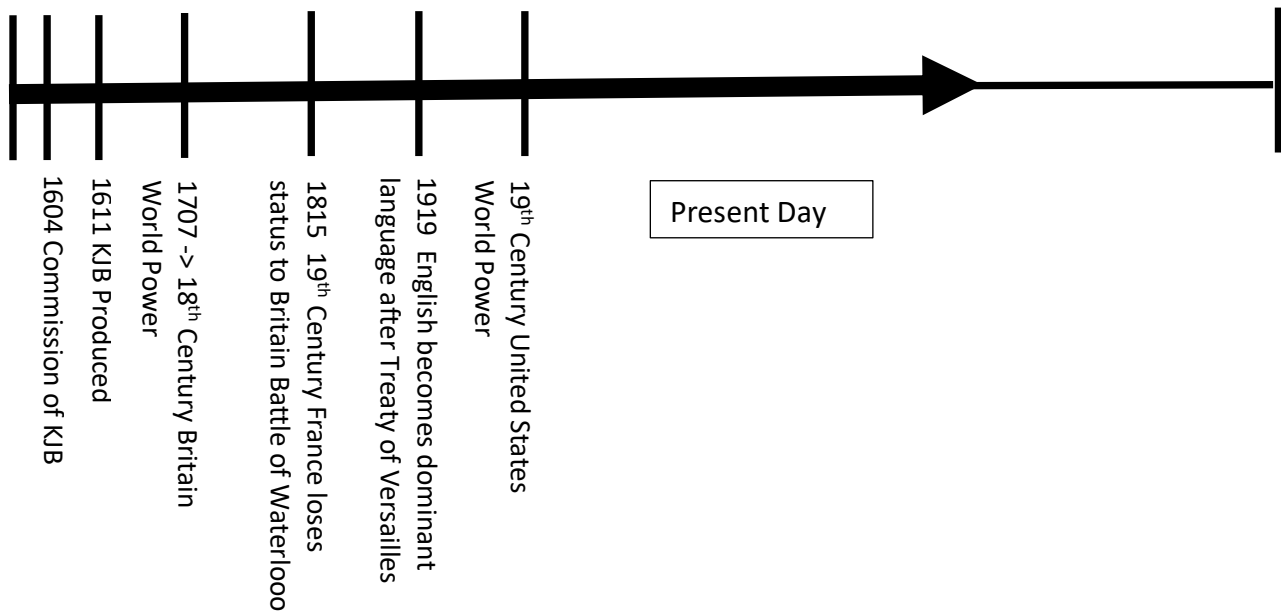 1604 Commission of KJB
1611 KJB Produced
1707 -> 18th Century Britain
World Power
1815 19th Century France loses
status to Britain Battle of Waterlooo
1919 English becomes dominant
language after Treaty of Versailles
19th Century United States
World Power
Present Day